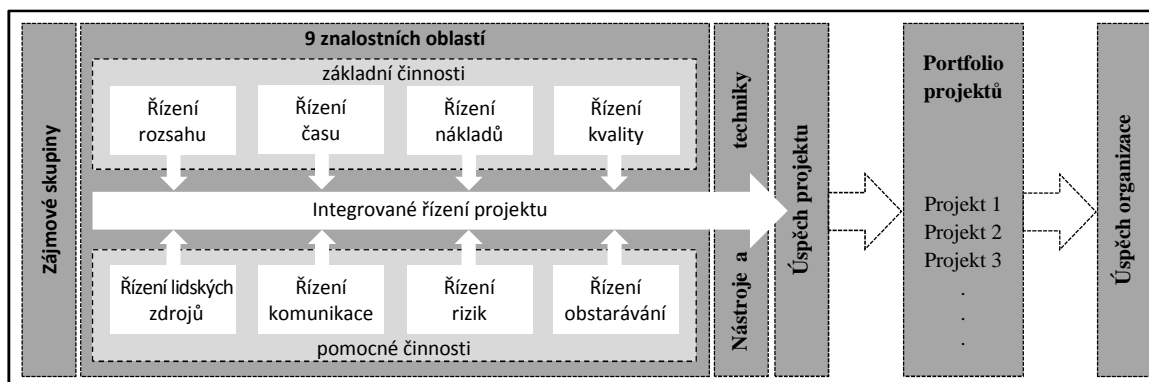 Zájmové skupiny
9 znalostních oblastí
základní činnosti
Řízení
rozsahu
Řízení
času
Řízení
nákladů
Řízení
kvality
Integrované řízení projektu
Řízení lidských
zdrojů
Řízení
komunikace
Řízení
rizik
Řízení
obstarávání
pomocné činnosti
Nástroje a techniky
Úspěch projektu
Portfolio
projektů
Projekt 1
Projekt 2
Projekt 3
.
.
.
Úspěch organizace